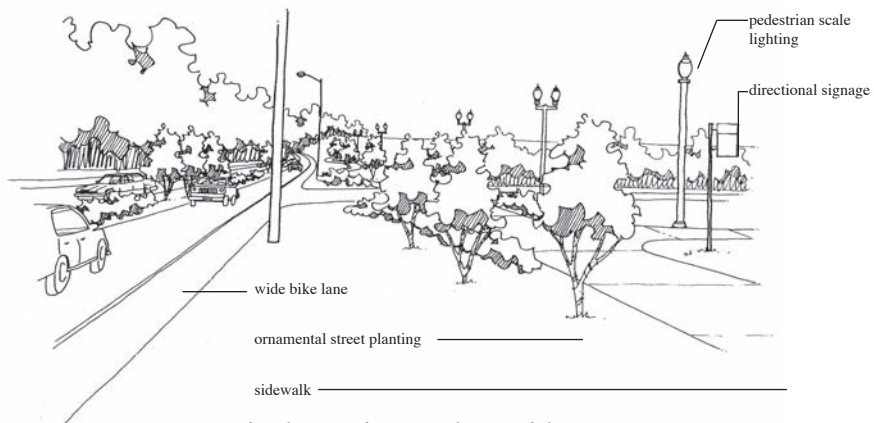 pedestrian scale
lighting
directional signage
wide bike lane
ornamental street planting
sidewalk